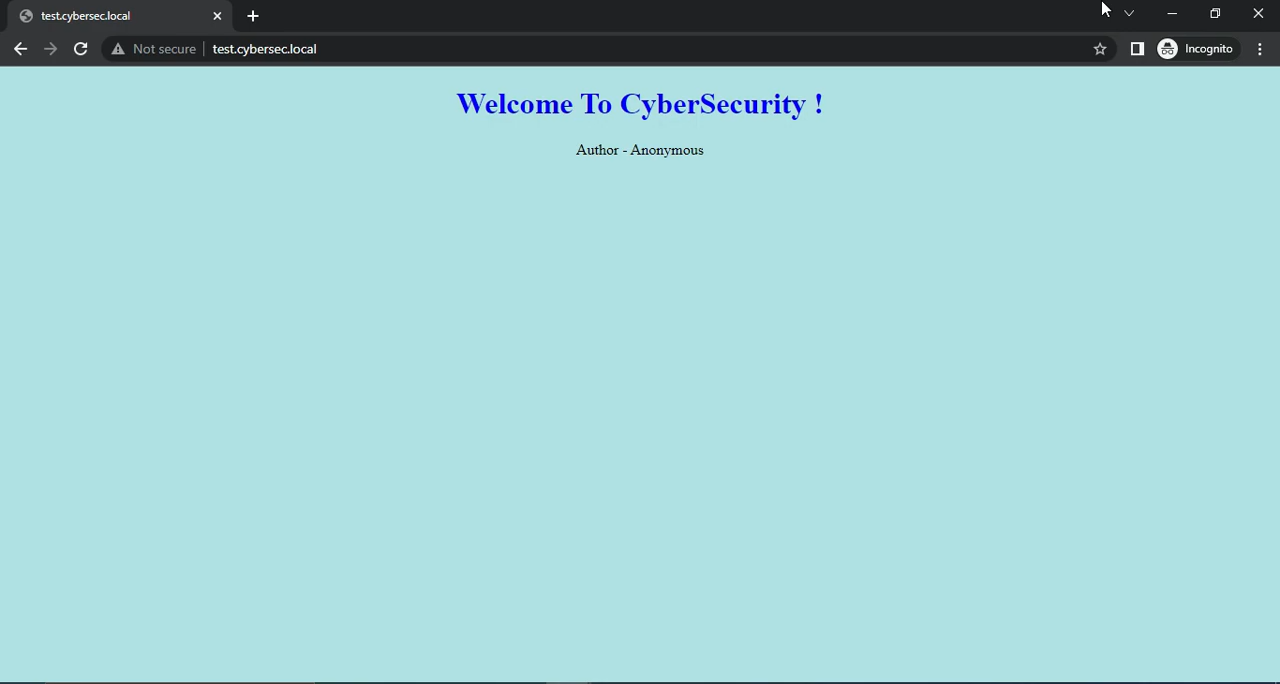 test.cybersec.local
Not secure
test.cybersec.local
Incognito
Welcome To CyberSecurity !
Author - Anonymous